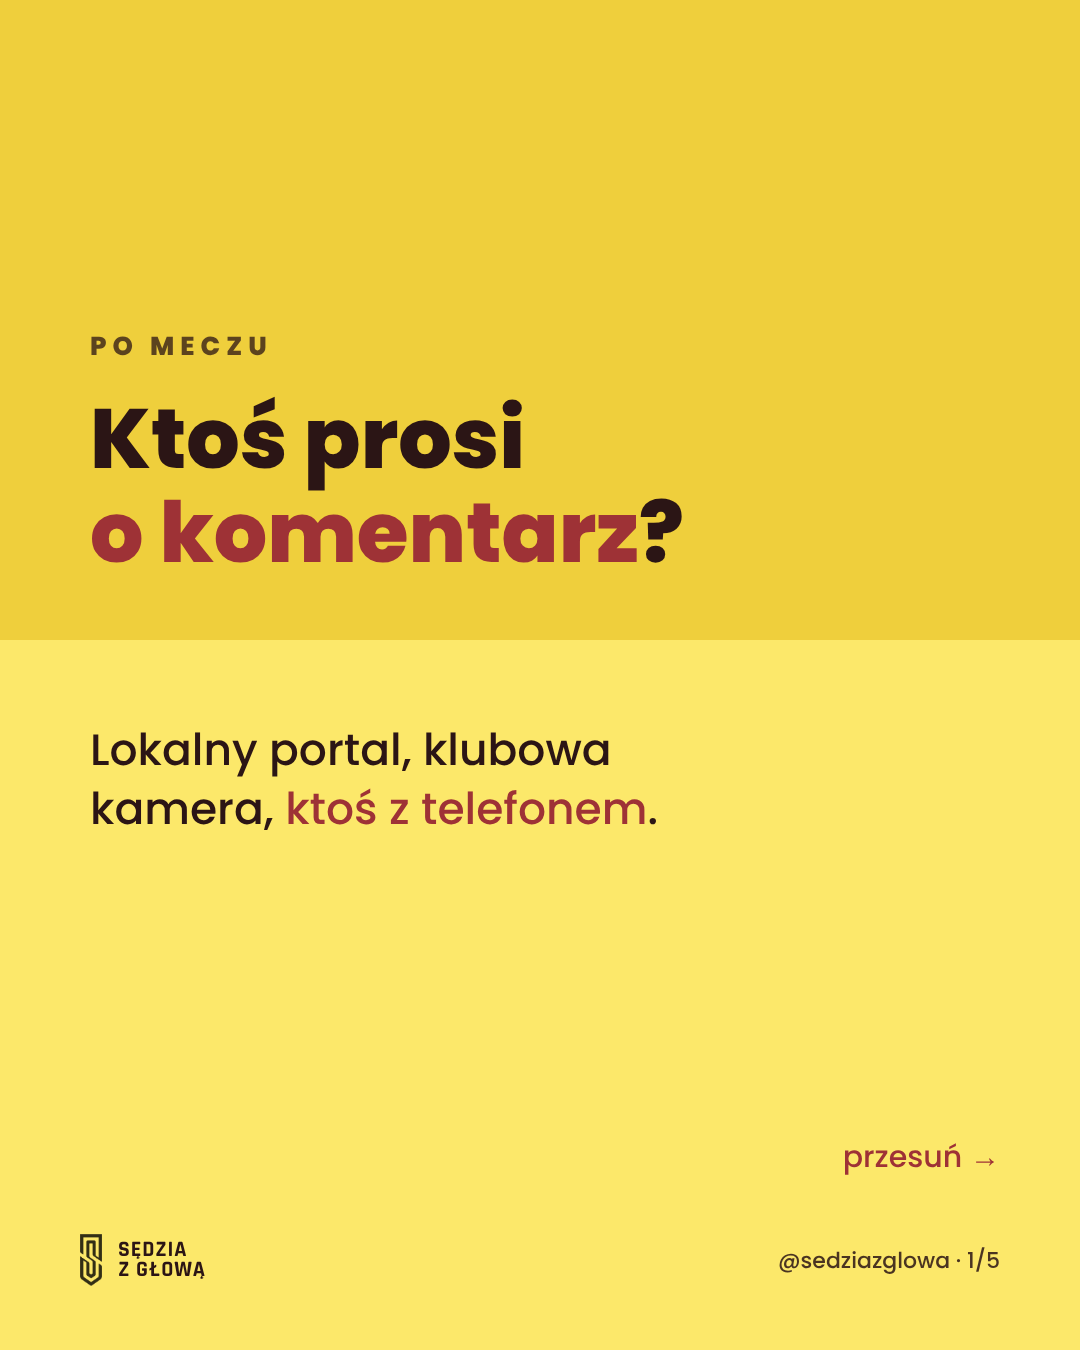 PO MECZU
Ktoś prosi
o komentarz?
Lokalny portal, klubowa
kamera, ktoś z telefonem.
przesuń →
SĘDZIA
Z GŁOWĄ
@sedziazglowa · 1/5